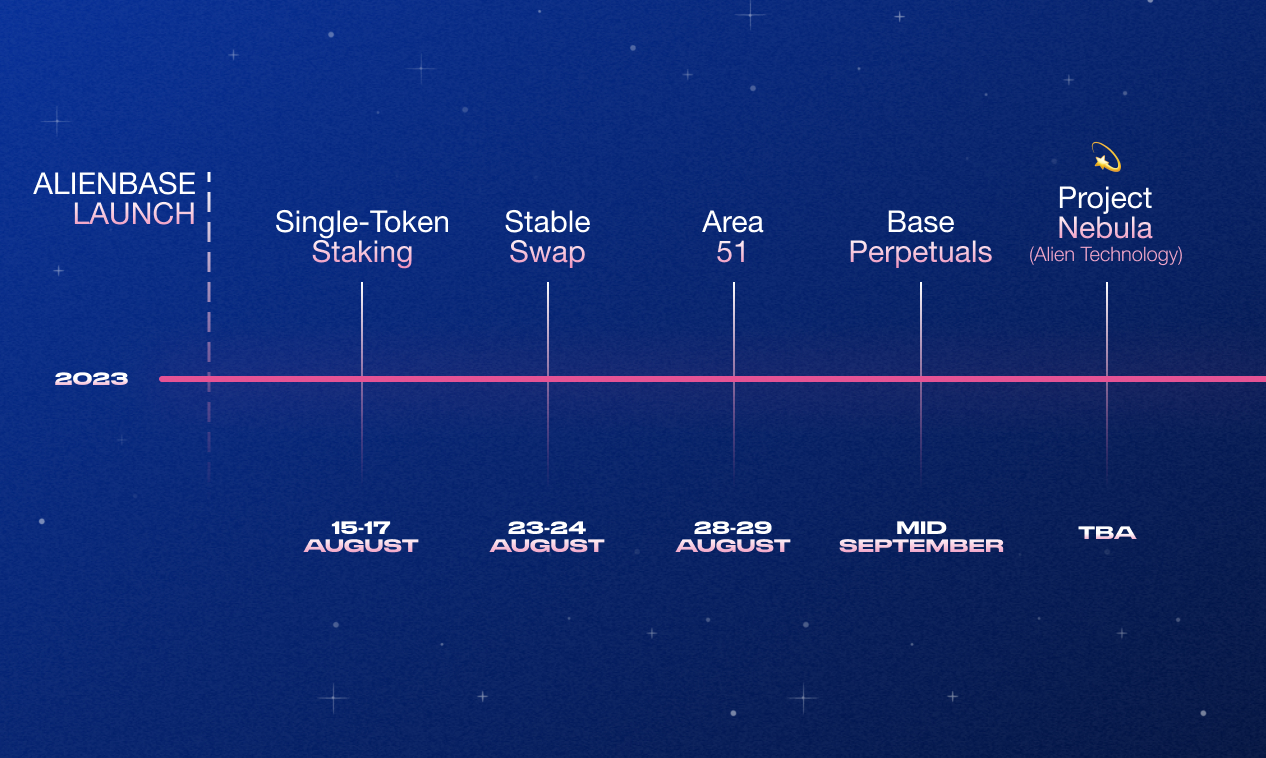 ALIENBASE
LAUNCH
Single-Token
Staking
Stable
Swap
Area
51
Base
Perpetuals
Project
Nebula
(Alien Technology)
2023
15-17
AUGUST
23-24
AUGUST
28-29
AUGUST
MID
SEPTEMBER
TBA